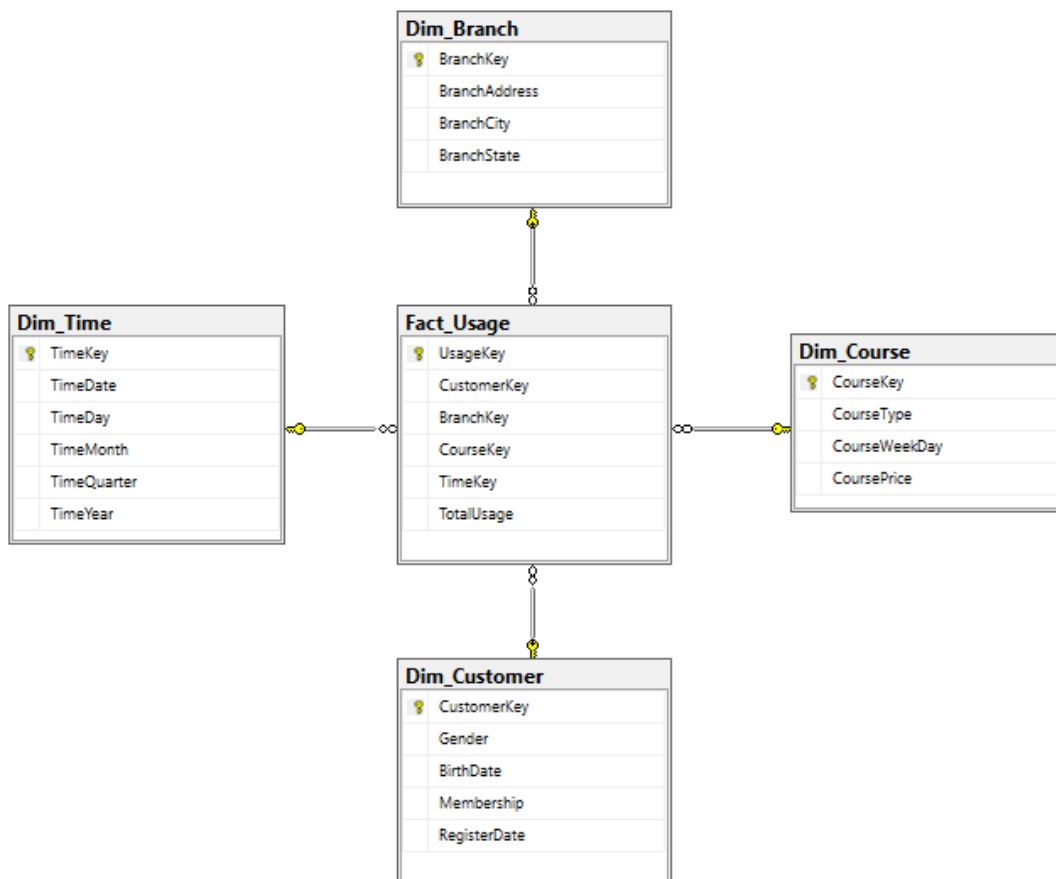 Dim_Branch
BranchKey
BranchAddress
BranchCity
BranchState
Dim_Time
TimeKey
TimeDate
TimeDay
TimeMonth
TimeQuarter
TimeYear
Fact_Usage
UsageKey
CustomerKey
BranchKey
CourseKey
TimeKey
TotalUsage
Dim_Course
CourseKey
CourseType
CourseWeekDay
CoursePrice
Dim_Customer
CustomerKey
Gender
BirthDate
Membership
RegisterDate